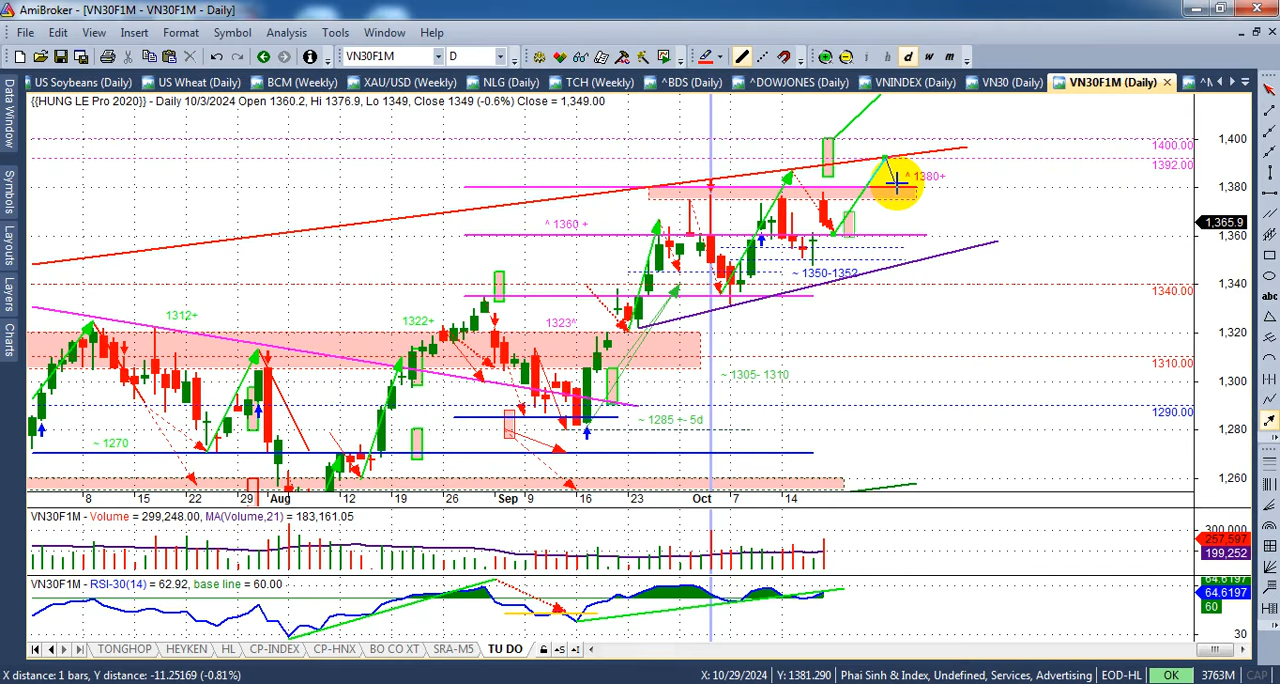 AmiBroker - [VN30F1M - VN30F1M - Daily]
File Edit View Insert Format Symbol Analysis Tools Window Help
VN30F1M D i h d w m
US Soybeans (Daily) US Wheat (Daily) BCM (Weekly) XAU/USD (Weekly) NLG (Daily) TCH (Weekly) ^BDS (Daily) ^DOWJONES (Daily) VNINDEX (Daily) VN30 (Daily) VN30F1M (Daily)
Data Window
Symbols
Layouts
Layers
Charts
{{HUNG LE Pro 2020}} - Daily 10/3/2024 Open 1360.2, Hi 1376.9, Lo 1349, Close 1349 (-0.6%) Close = 1,349.00
1,400
1400.00
1392.00
^ 1380+
1,380
^ 1360 +
1,365.9
1,360
~ 1350-1352
1,340
1340.00
1312+
1322+
1323^
1,320
1310.00
~ 1305- 1310
1,300
1290.00
~ 1285 +- 5d
1,280
~ 1270
1,260
8 15 22 29 Aug 12 19 26 Sep 9 16 23 Oct 7 14
VN30F1M - Volume = 299,248.00, MA(Volume,21) = 183,161.05
300,000
257,597
199,252
VN30F1M - RSI-30(14) = 62.92, base line = 60.00
64.6197
60
30
TONGHOP HEYKEN HL CP-INDEX CP-HNX BO CO XT SRA-M5 TU DO
X distance: 1 bars, Y distance: -11.25169 (-0.81%) X: 10/29/2024 Y: 1381.290 Phai Sinh & Index, Undefined, Services, Advertising EOD-HL OK 3763M CAP